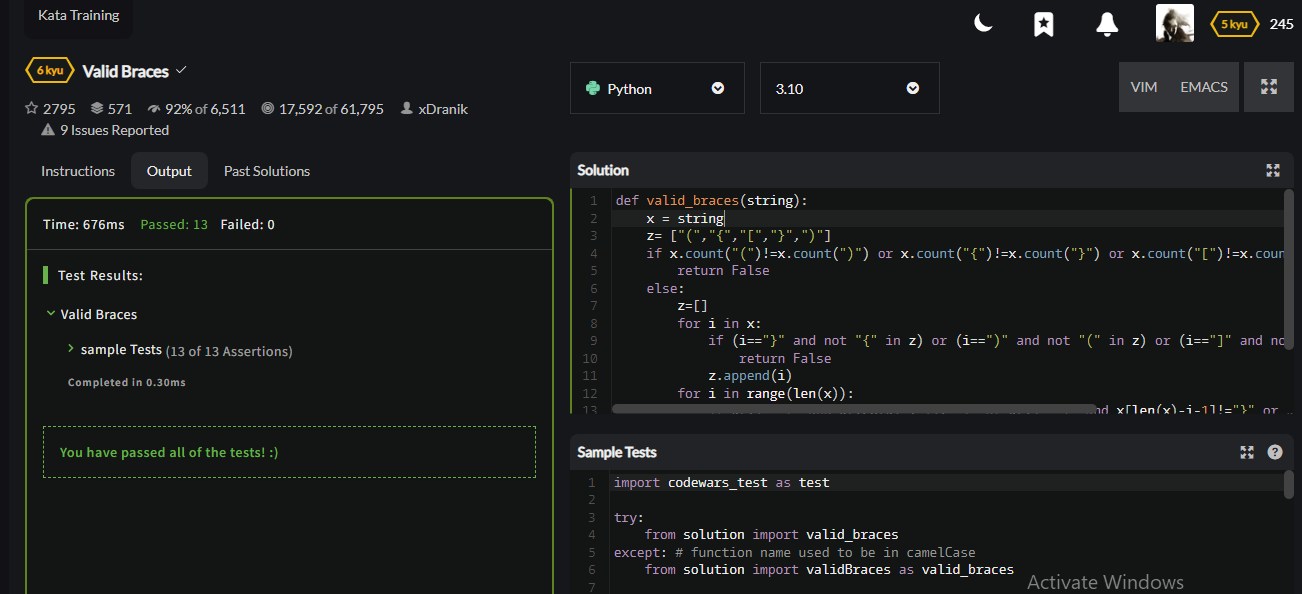 Kata Training
5 kyu 245
6 kyu Valid Braces
2795 571 92% of 6,511 17,592 of 61,795 xDranik
9 Issues Reported
Instructions Output Past Solutions
Time: 676ms Passed: 13 Failed: 0
Test Results:
Valid Braces
sample Tests (13 of 13 Assertions)
Completed in 0.30ms
You have passed all of the tests! :)
Python 3.10 VIM EMACS
Solution
1 def valid_braces(string):
2 x = string
3 z= ["(","{","[","}",")"]
4 if x.count("(")!=x.count(")") or x.count("{")!=x.count("}") or x.count("[")!=x.coun
5 return False
6 else:
7 z=[]
8 for i in x:
9 if (i=="}" and not "{" in z) or (i==")" and not "(" in z) or (i=="]" and no
10 return False
11 z.append(i)
12 for i in range(len(x)):
13 nd x[len(x)-i-1]!="}" or
Sample Tests
1 import codewars_test as test
2
3 try:
4 from solution import valid_braces
5 except: # function name used to be in camelCase
6 from solution import validBraces as valid_braces
7
Activate Windows